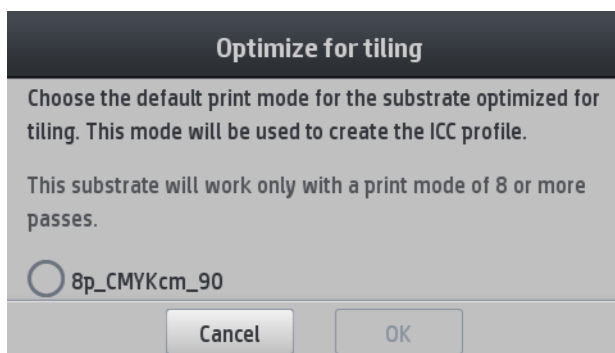 Optimize for tiling
Choose the default print mode for the substrate optimized for
tiling. This mode will be used to create the ICC profile.
This substrate will work only with a print mode of 8 or more
passes.
8p_CMYKcm_90
Cancel OK